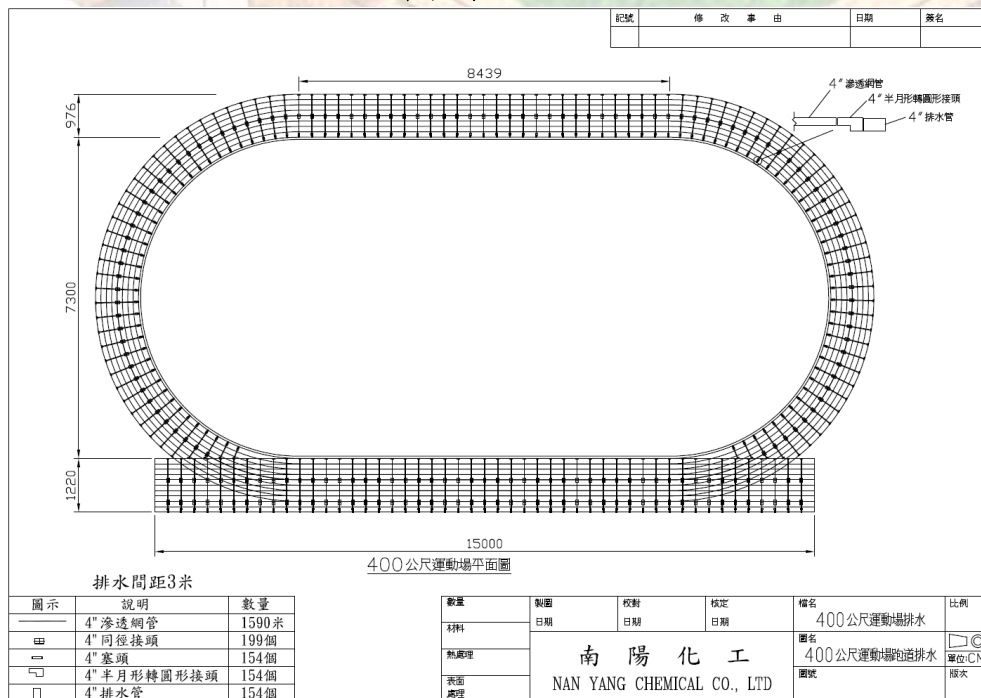 記號 修改事由 日期 簽名
8439
976
7300
1220
15000
4"滲透網管
4"半月形轉圓形接頭
4"排水管
400公尺運動場平面圖
排水間距3米
圖示 說明 數量
4"滲透網管 1590米
4"同徑接頭 199個
4"塞頭 154個
4"半月形轉圓形接頭 154個
4"排水管 154個
數量
材料
熱處理
表面
處理
製圖 校對 核定
日期 日期 日期
南陽化工
NAN YANG CHEMICAL CO., LTD
檔名
400公尺運動場排水
圖名
400公尺運動場跑道排水
圖號
比例
單位:CM
版次